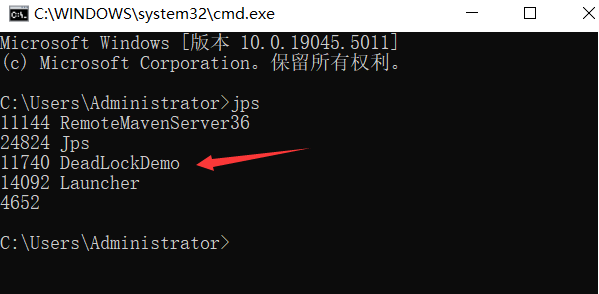 C:\WINDOWS\system32\cmd.exe
Microsoft Windows [版本 10.0.19045.5011]
(c) Microsoft Corporation。保留所有权利。
C:\Users\Administrator>jps
11144 RemoteMavenServer36
24824 Jps
11740 DeadLockDemo
14092 Launcher
4652
C:\Users\Administrator>